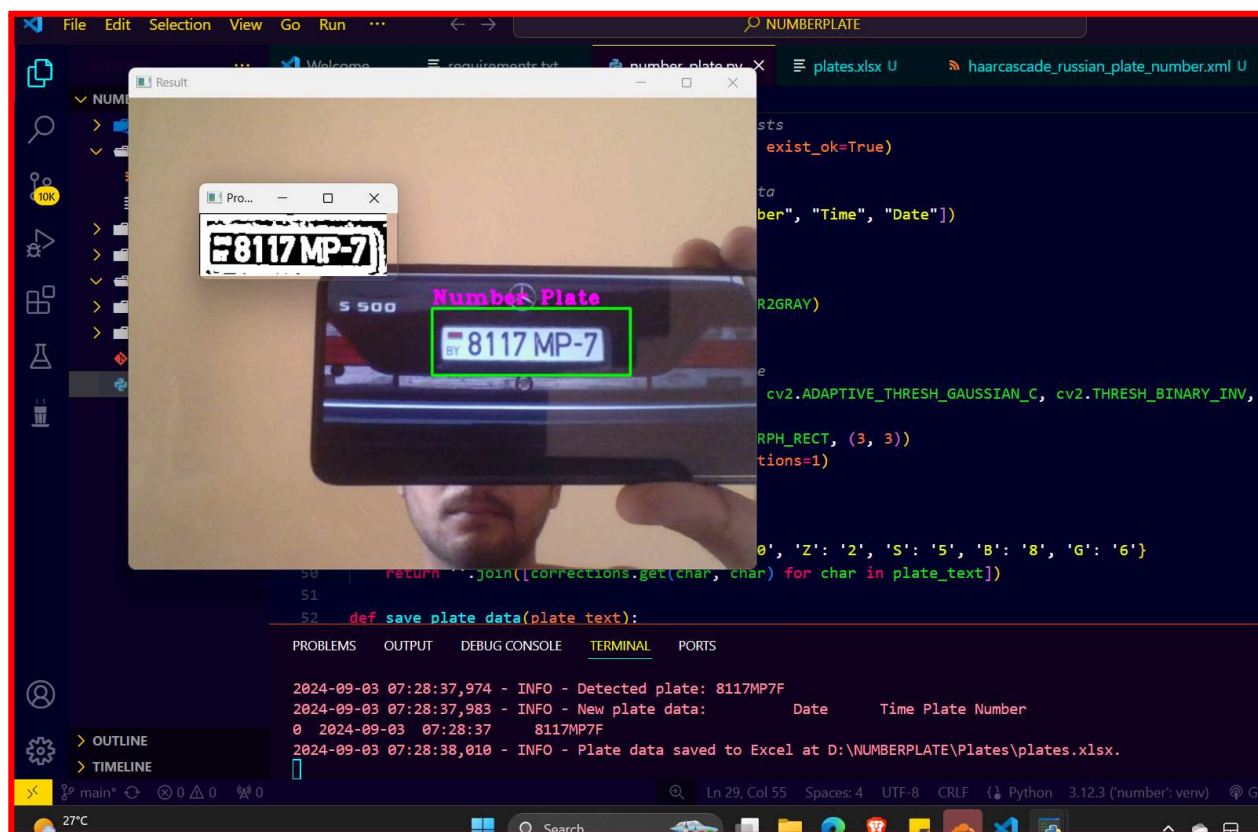 File Edit Selection View Go Run ··· NUMBERPLATE
Welcome requirements.txt number_plate.py plates.xlsx U haarcascade_russian_plate_number.xml U
Result
exist_ok=True)
ber", "Time", "Date"])
10K
Pro...
8117 MP-7
R2GRAY)
Number Plate
S 500
BY 8117 MP-7
cv2.ADAPTIVE_THRESH_GAUSSIAN_C, cv2.THRESH_BINARY_INV,
RPH_RECT, (3, 3))
tions=1)
0', 'Z': '2', 'S': '5', 'B': '8', 'G': '6'}
50 return ''.join([corrections.get(char, char) for char in plate_text])
51
52 def save_plate_data(plate_text):
PROBLEMS OUTPUT DEBUG CONSOLE TERMINAL PORTS
2024-09-03 07:28:37,974 - INFO - Detected plate: 8117MP7F
2024-09-03 07:28:37,983 - INFO - New plate data: Date Time Plate Number
0 2024-09-03 07:28:37 8117MP7F
2024-09-03 07:28:38,010 - INFO - Plate data saved to Excel at D:\NUMBERPLATE\Plates\plates.xlsx.
OUTLINE
TIMELINE
main* 0 0 0 Ln 29, Col 55 Spaces: 4 UTF-8 CRLF Python 3.12.3 ('number': venv)
27°C Search